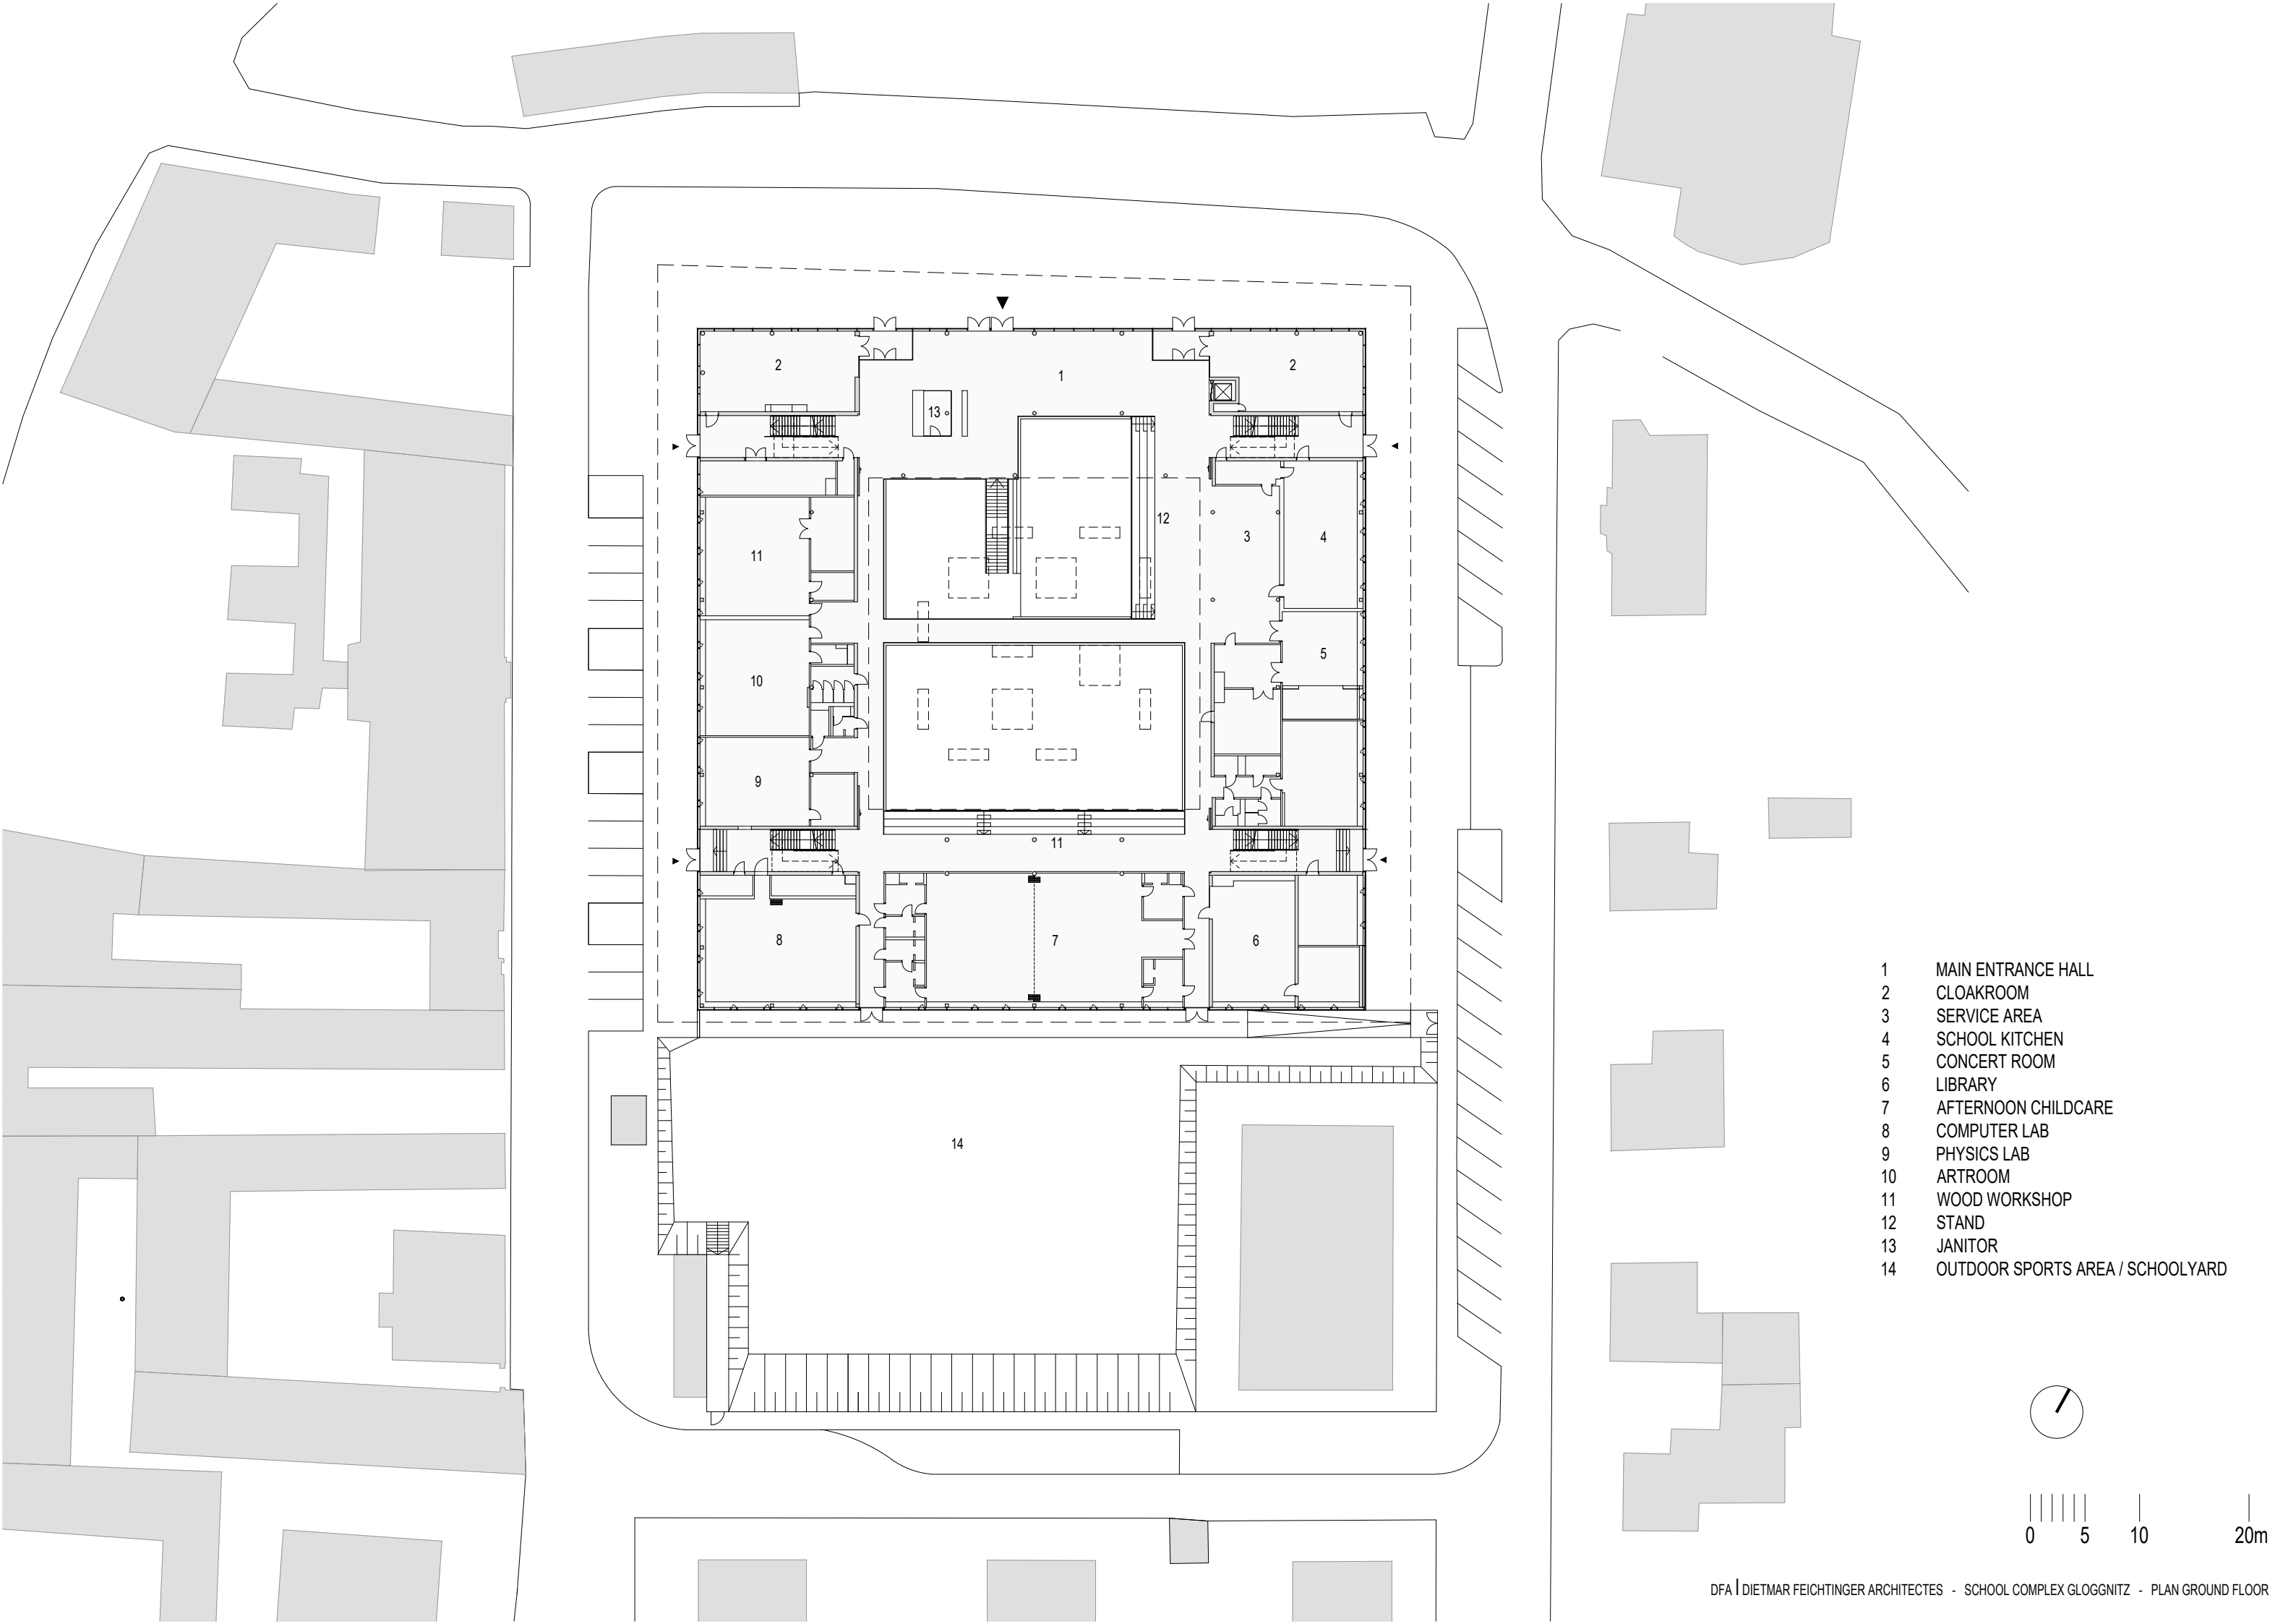 2
1
2
13
12
3
4
11
5
10
9
11
8
7
6
1 MAIN ENTRANCE HALL
2 CLOAKROOM
3 SERVICE AREA
4 SCHOOL KITCHEN
5 CONCERT ROOM
6 LIBRARY
7 AFTERNOON CHILDCARE
8 COMPUTER LAB
9 PHYSICS LAB
10 ARTROOM
11 WOOD WORKSHOP
12 STAND
13 JANITOR
14 OUTDOOR SPORTS AREA / SCHOOLYARD
14
0 5 10 20m
DFA | DIETMAR FEICHTINGER ARCHITECTES - SCHOOL COMPLEX GLOGGNITZ - PLAN GROUND FLOOR